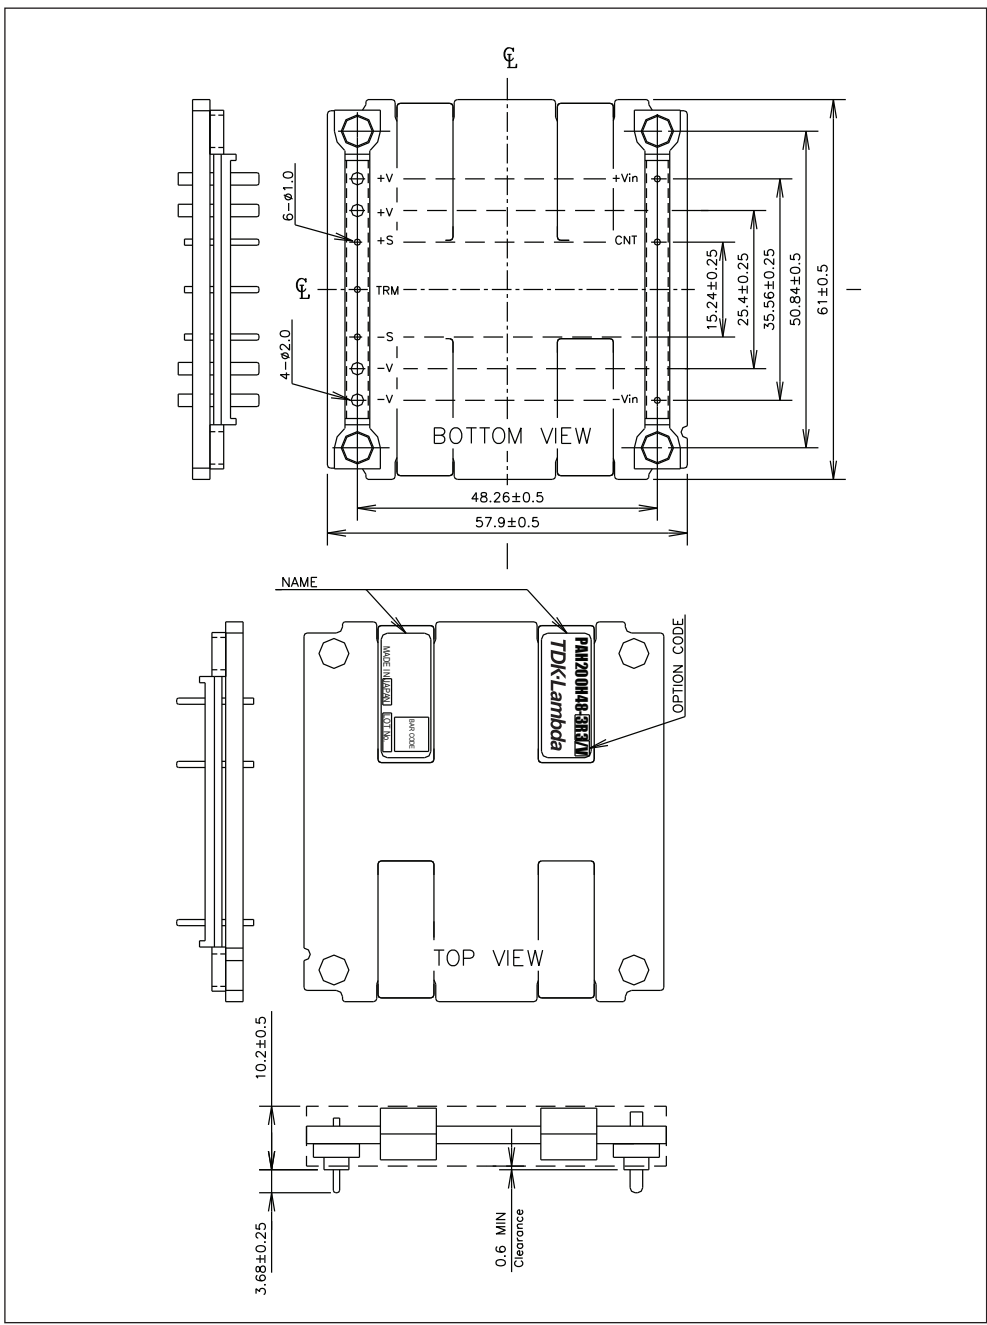 ℄
+V
+Vin
6-ø1.0
+V
+S
CNT
℄
TRM
15.24±0.25
25.4±0.25
35.56±0.25
50.84±0.5
61±0.5
-S
4-ø2.0
-V
-V
-Vin
BOTTOM VIEW
48.26±0.5
57.9±0.5
NAME
OPTION CODE
MADE IN JAPAN
LOT No.
BAR CODE
PAH200H48-3R3/V
TDK·Lambda
TOP VIEW
10.2±0.5
3.68±0.25
0.6 MIN
Clearance